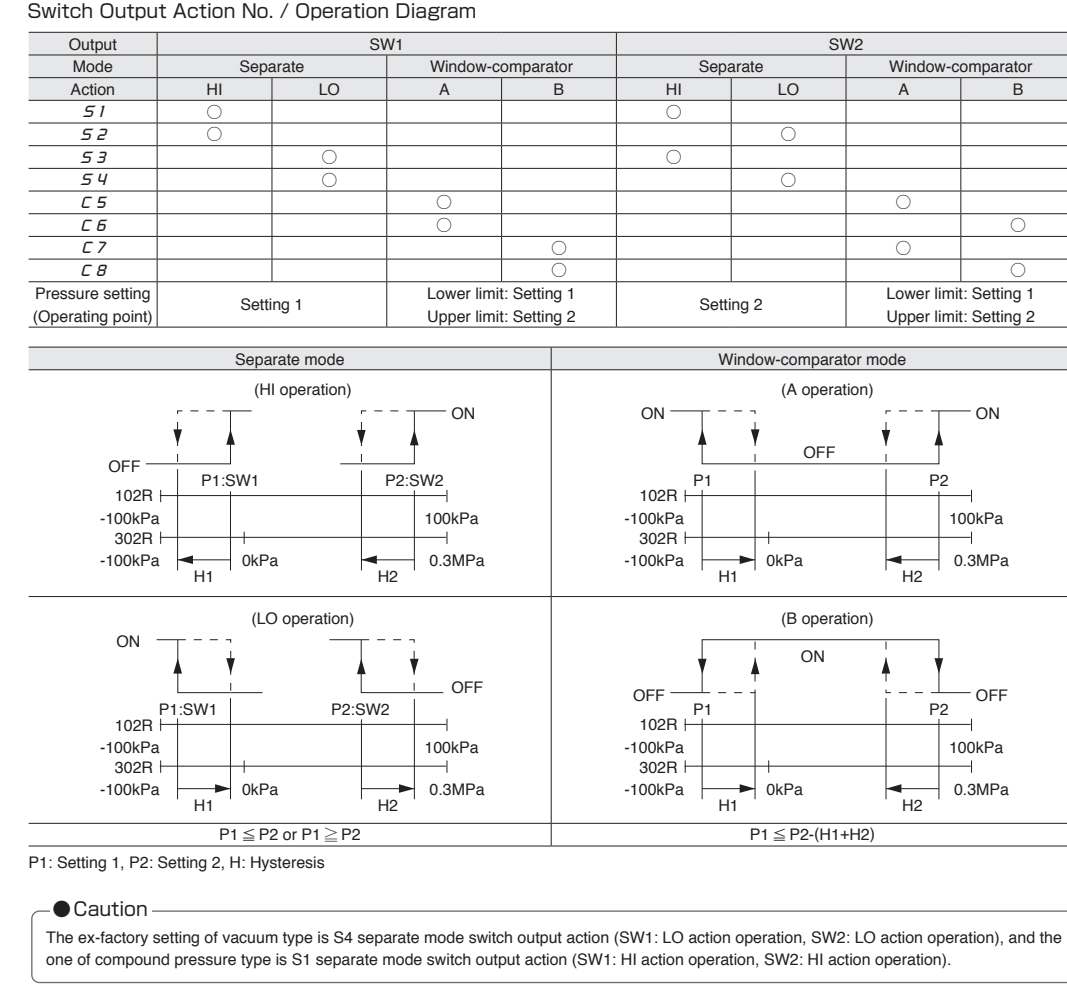 Switch Output Action No. / Operation Diagram
Output SW1 SW2
Mode Separate Window-comparator Separate Window-comparator
Action HI LO A B HI LO A B
S1 ○ ○
S2 ○ ○
S3 ○ ○
S4 ○ ○
C5 ○ ○
C6 ○ ○
C7 ○ ○
C8 ○ ○
Pressure setting
(Operating point)
Setting 1
Lower limit: Setting 1
Upper limit: Setting 2
Setting 2
Lower limit: Setting 1
Upper limit: Setting 2
Separate mode Window-comparator mode
(HI operation)
ON
OFF
P1:SW1 P2:SW2
102R
-100kPa 100kPa
302R
-100kPa 0kPa 0.3MPa
H1 H2
(A operation)
ON ON
OFF
P1 P2
102R
-100kPa 100kPa
302R
-100kPa 0kPa 0.3MPa
H1 H2
(LO operation)
ON
OFF
P1:SW1 P2:SW2
102R
-100kPa 100kPa
302R
-100kPa 0kPa 0.3MPa
H1 H2
(B operation)
ON
OFF OFF
P1 P2
102R
-100kPa 100kPa
302R
-100kPa 0kPa 0.3MPa
H1 H2
P1 ≦ P2 or P1 ≧ P2 P1 ≦ P2-(H1+H2)
P1: Setting 1, P2: Setting 2, H: Hysteresis
●Caution
The ex-factory setting of vacuum type is S4 separate mode switch output action (SW1: LO action operation, SW2: LO action operation), and the
one of compound pressure type is S1 separate mode switch output action (SW1: HI action operation, SW2: HI action operation).